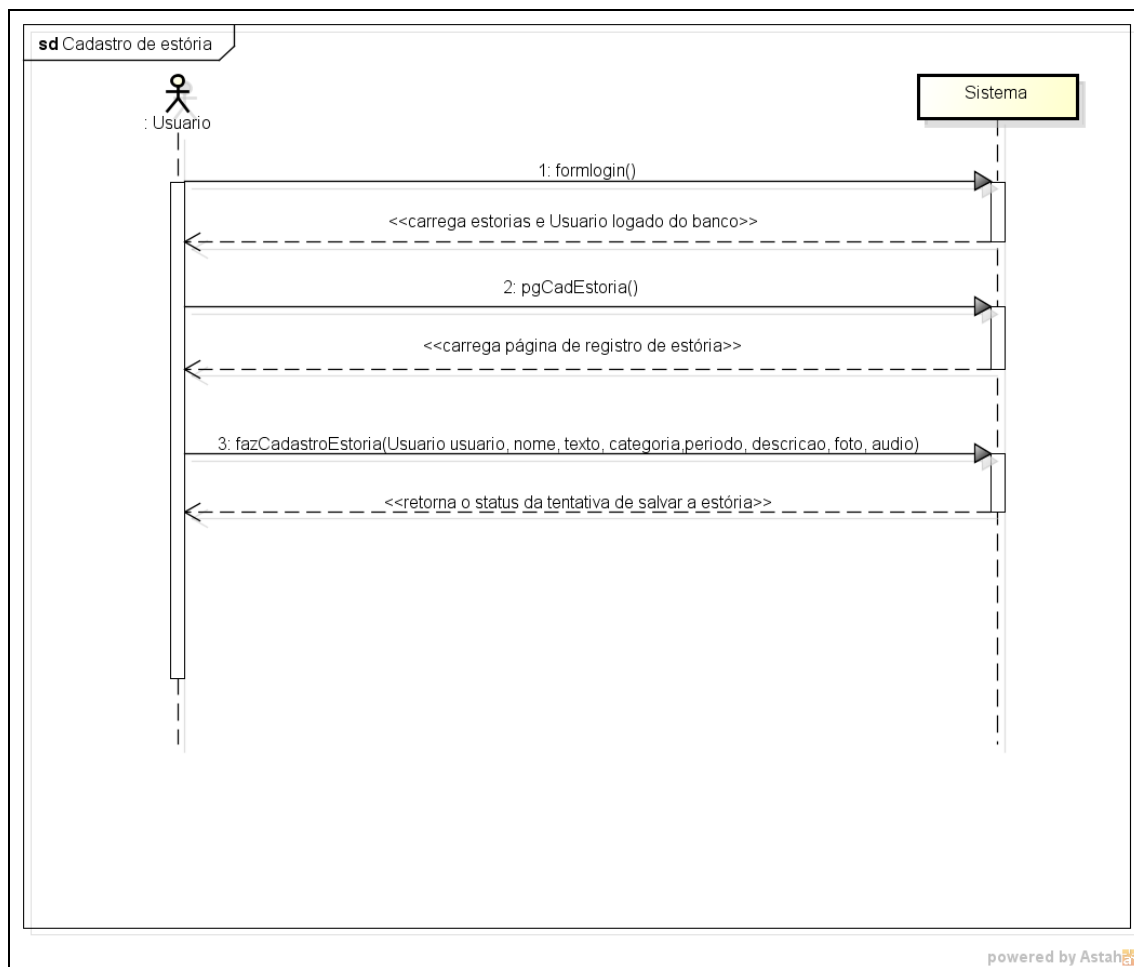 sd Cadastro de estória
: Usuario
Sistema
1: formlogin()
<<carrega estorias e Usuario logado do banco>>
2: pgCadEstoria()
<<carrega página de registro de estória>>
3: fazCadastroEstoria(Usuario usuario, nome, texto, categoria,periodo, descricao, foto, audio)
<<retorna o status da tentativa de salvar a estória>>
powered by Astah